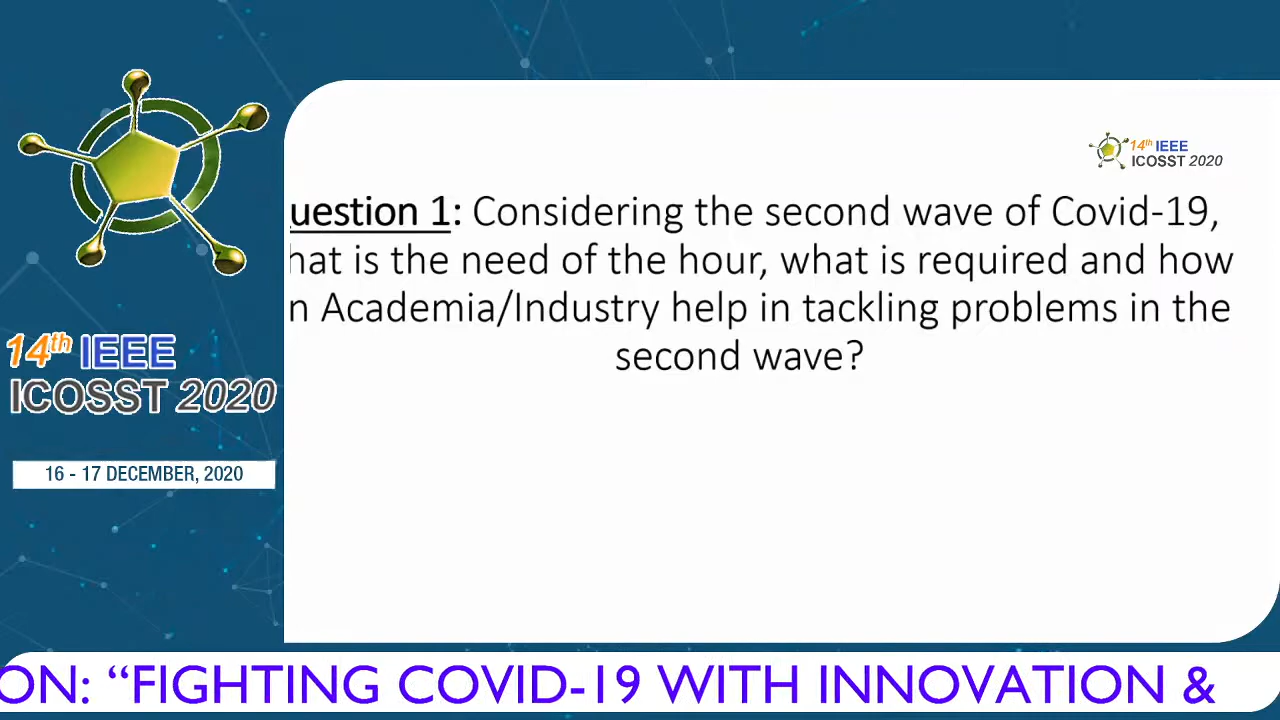 14th IEEE
ICOSST 2020
16 - 17 DECEMBER, 2020
14th IEEE
ICOSST 2020
uestion 1: Considering the second wave of Covid-19,
hat is the need of the hour, what is required and how
n Academia/Industry help in tackling problems in the
second wave?
ON: “FIGHTING COVID-19 WITH INNOVATION &